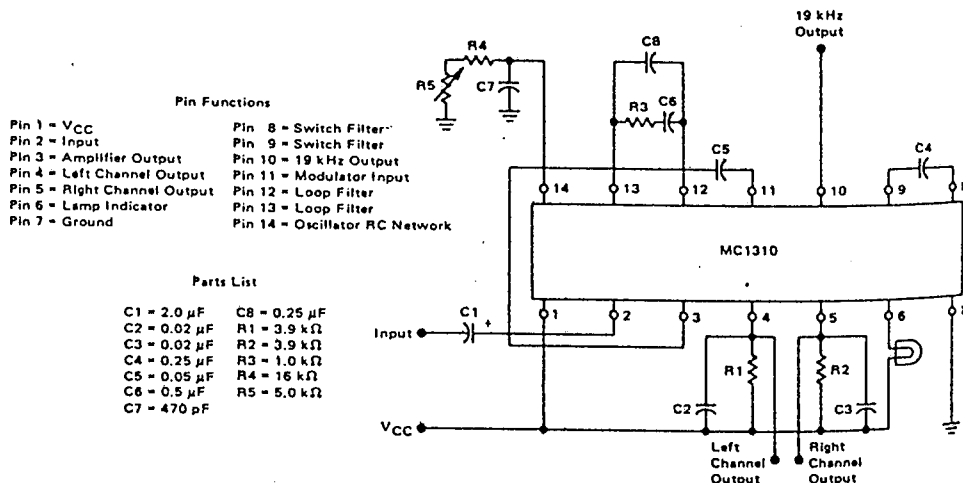 19 kHz
Output
Pin Functions
Pin 1 = VCC
Pin 2 = Input
Pin 3 = Amplifier Output
Pin 4 = Left Channel Output
Pin 5 = Right Channel Output
Pin 6 = Lamp Indicator
Pin 7 = Ground
Pin 8 = Switch Filter
Pin 9 = Switch Filter
Pin 10 = 19 kHz Output
Pin 11 = Modulator Input
Pin 12 = Loop Filter
Pin 13 = Loop Filter
Pin 14 = Oscillator RC Network
R4
R5
C7
C8
R3
C6
C5
C4
14
13
12
11
10
9
MC1310
1
2
3
4
5
6
Parts List
C1 = 2.0 µF
C2 = 0.02 µF
C3 = 0.02 µF
C4 = 0.25 µF
C5 = 0.05 µF
C6 = 0.5 µF
C7 = 470 pF
C8 = 0.25 µF
R1 = 3.9 kΩ
R2 = 3.9 kΩ
R3 = 1.0 kΩ
R4 = 16 kΩ
R5 = 5.0 kΩ
Input
C1
+
R1
R2
C2
C3
VCC
Left
Channel
Output
Right
Channel
Output